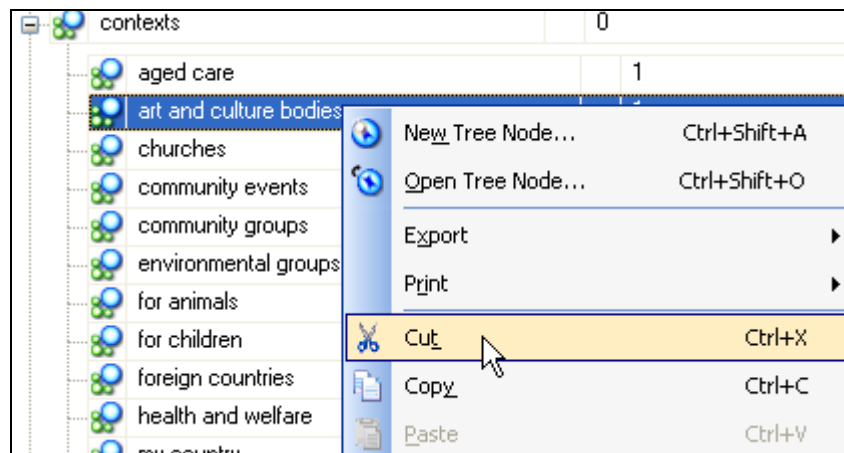 contexts 0
aged care 1
art and culture bodies
churches
community events
community groups
environmental groups
for animals
for children
foreign countries
health and welfare
my country
New Tree Node... Ctrl+Shift+A
Open Tree Node... Ctrl+Shift+O
Export
Print
Cut Ctrl+X
Copy Ctrl+C
Paste Ctrl+V